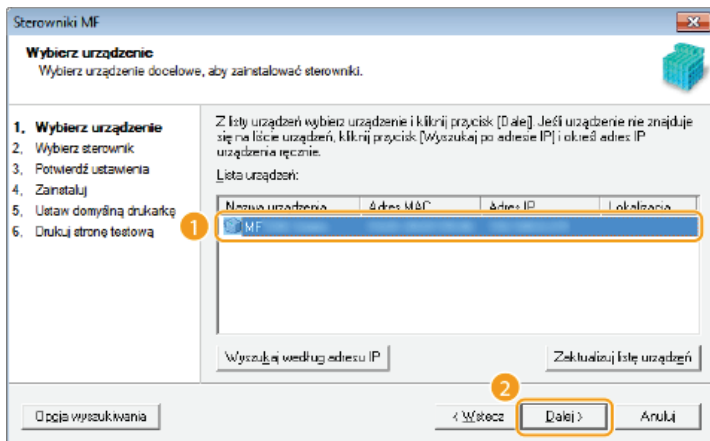 Sterowniki MF
Wybierz urządzenie
Wybierz urządzenie docelowe, aby zainstalować sterowniki.
1. Wybierz urządzenie
2. Wybierz sterownik
3. Potwierdź ustawienia
4. Zainstaluj
5. Ustaw domyślną drukarkę
6. Drukuj stronę testową
Z listy urządzeń wybierz urządzenie i kliknij przycisk [Dalej]. Jeśli urządzenie nie znajduje
się na liście urządzeń, kliknij przycisk [Wyszukaj po adresie IP] i określ adres IP
urządzenia ręcznie.
Lista urządzeń:
Nazwa urządzenia Adres MAC Adres IP Lokalizacja
1 MF
Wyszukaj według adresu IP
Zaktualizuj listę urządzeń
2
Opcja wyszukiwania
< Wstecz
Dalej >
Anuluj